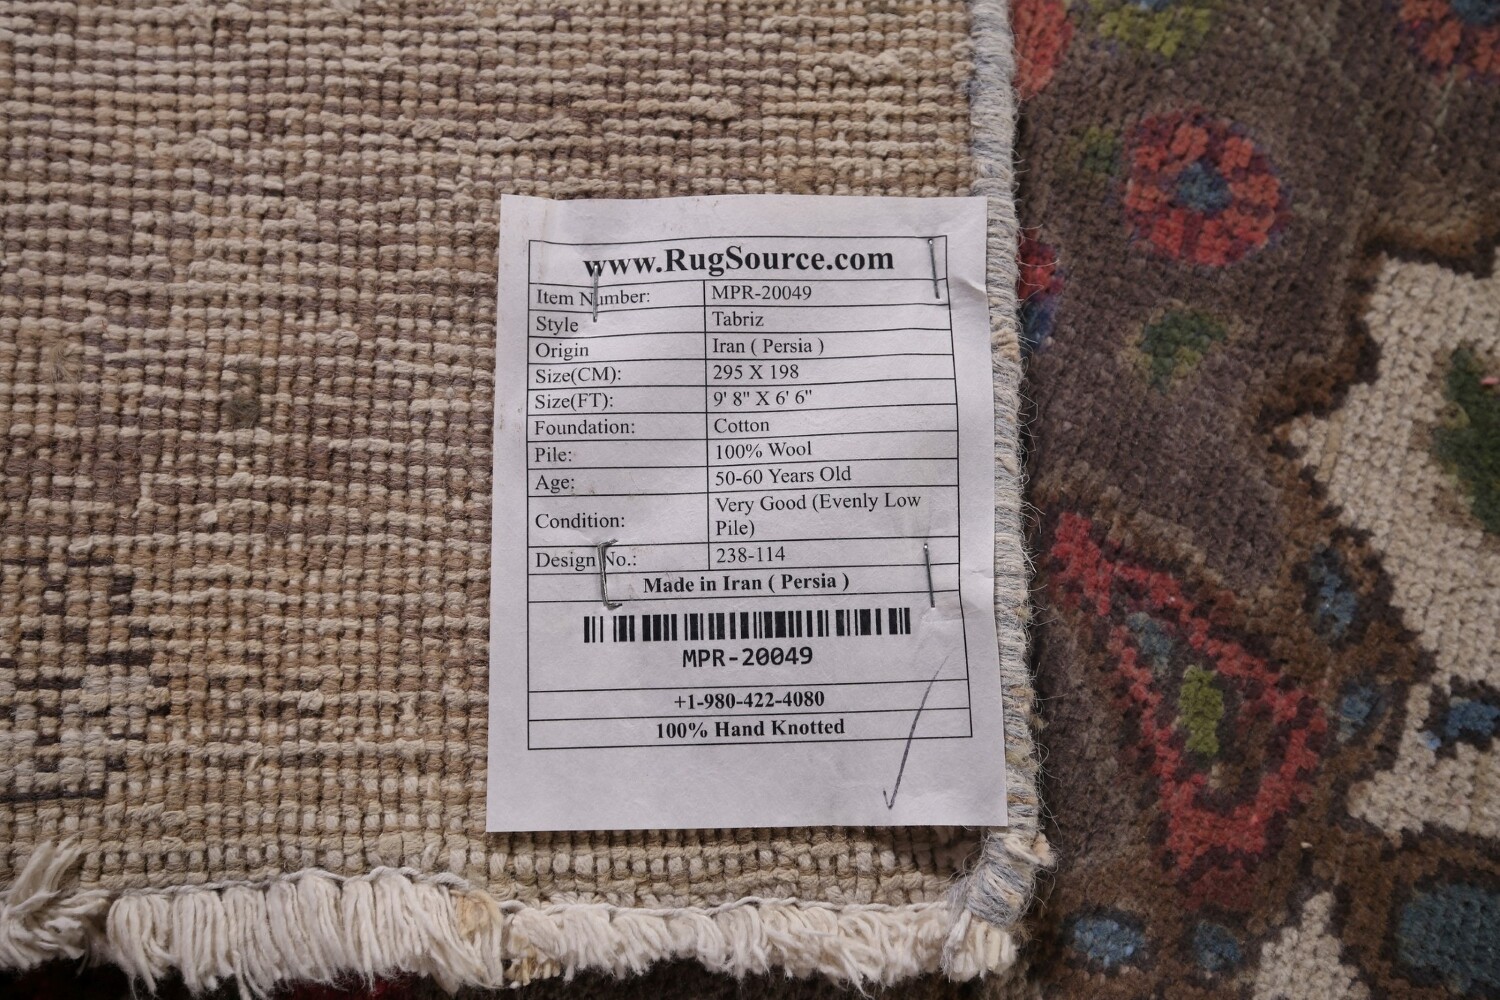 www.RugSource.com
Item Number: MPR-20049
Style Tabriz
Origin Iran ( Persia )
Size(CM): 295 X 198
Size(FT): 9' 8" X 6' 6"
Foundation: Cotton
Pile: 100% Wool
Age: 50-60 Years Old
Condition: Very Good (Evenly Low
Pile)
Design No.: 238-114
Made in Iran ( Persia )
MPR-20049
+1-980-422-4080
100% Hand Knotted